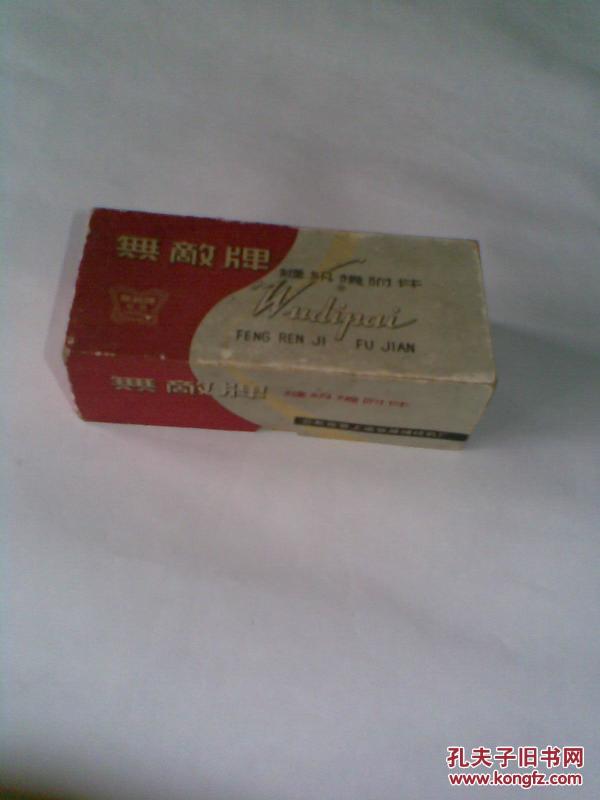 無敵牌
縫紉機附件
Wudipai
FENG REN JI FU JIAN
無敵牌 縫紉機附件
孔夫子旧书网
www.kongfz.com